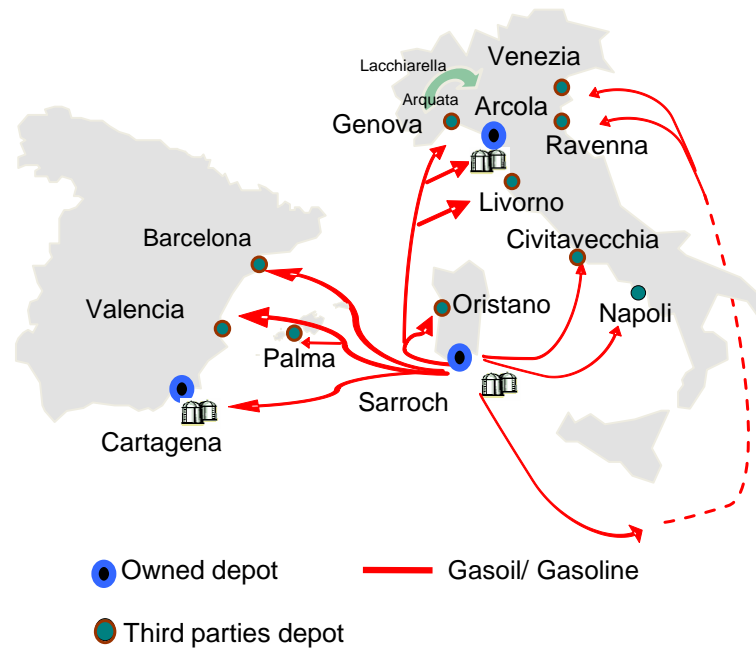 Venezia
Lacchiarella
Arquata
Arcola
Genova
Ravenna
Livorno
Civitavecchia
Barcelona
Oristano
Napoli
Valencia
Palma
Sarroch
Cartagena
Owned depot
Gasoil/ Gasoline
Third parties depot